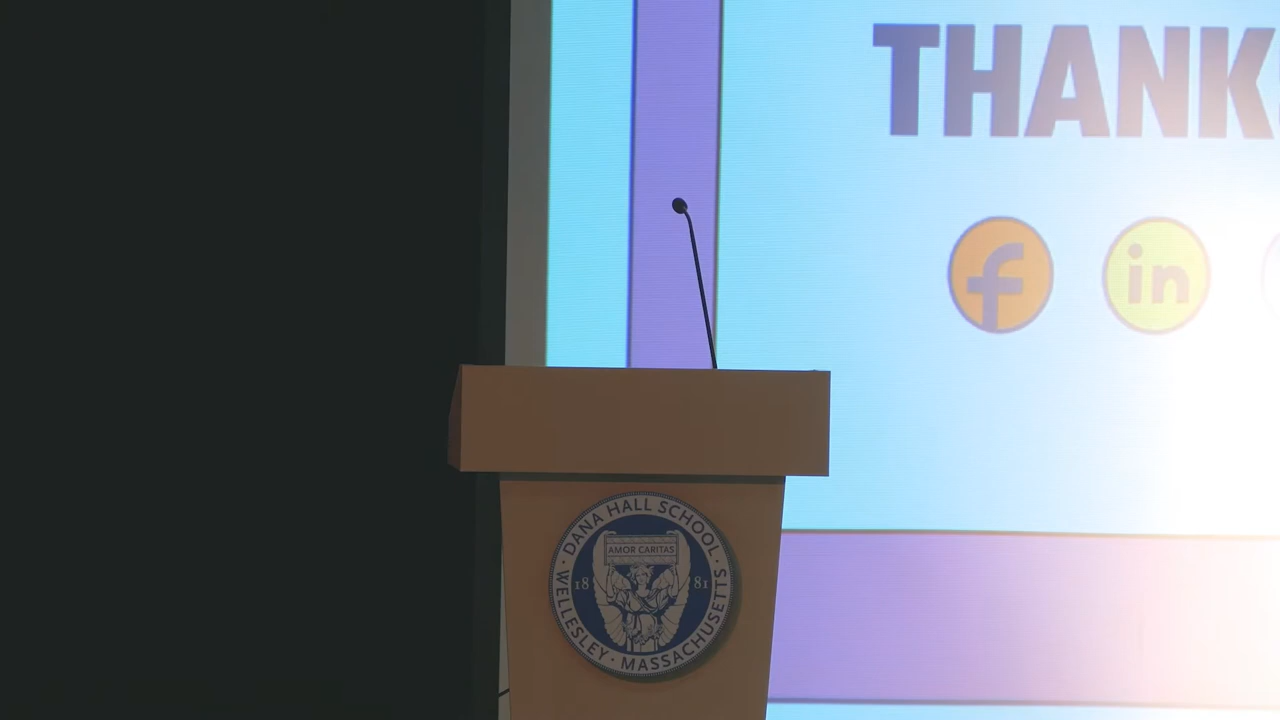 THANK
f
in
DANA HALL SCHOOL
AMOR CARITAS
18 81
· WELLESLEY · MASSACHUSETTS ·